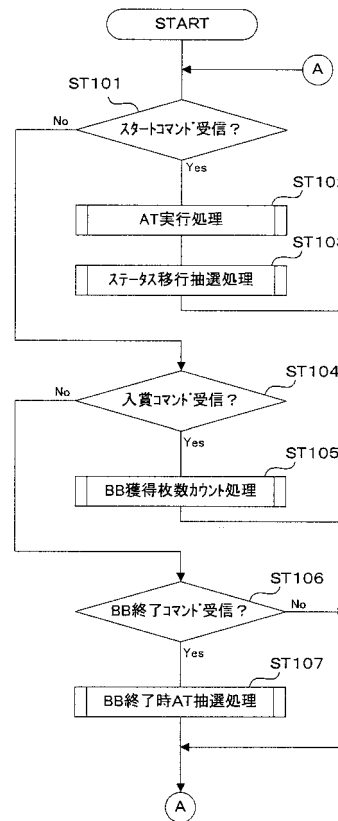 START
A
ST101
スタートコマンド受信？
No
Yes
ST102
AT実行処理
ST103
ステータス移行抽選処理
ST104
No
入賞コマンド受信？
Yes
ST105
BB獲得枚数カウント処理
ST106
BB終了コマンド受信？
No
Yes
ST107
BB終了時AT抽選処理
A